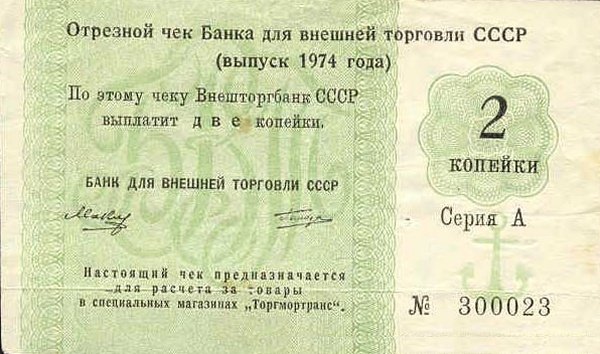 Отрезной чек Банка для внешней торговли СССР
(выпуск 1974 года)
По этому чеку Внешторгбанк СССР
выплатит две копейки.
2
КОПЕЙКИ
БАНК ДЛЯ ВНЕШНЕЙ ТОРГОВЛИ СССР
Серия А
Настоящий чек предназначается
для расчета за товары
в специальных магазинах „Торгмортранс".
№ 300023